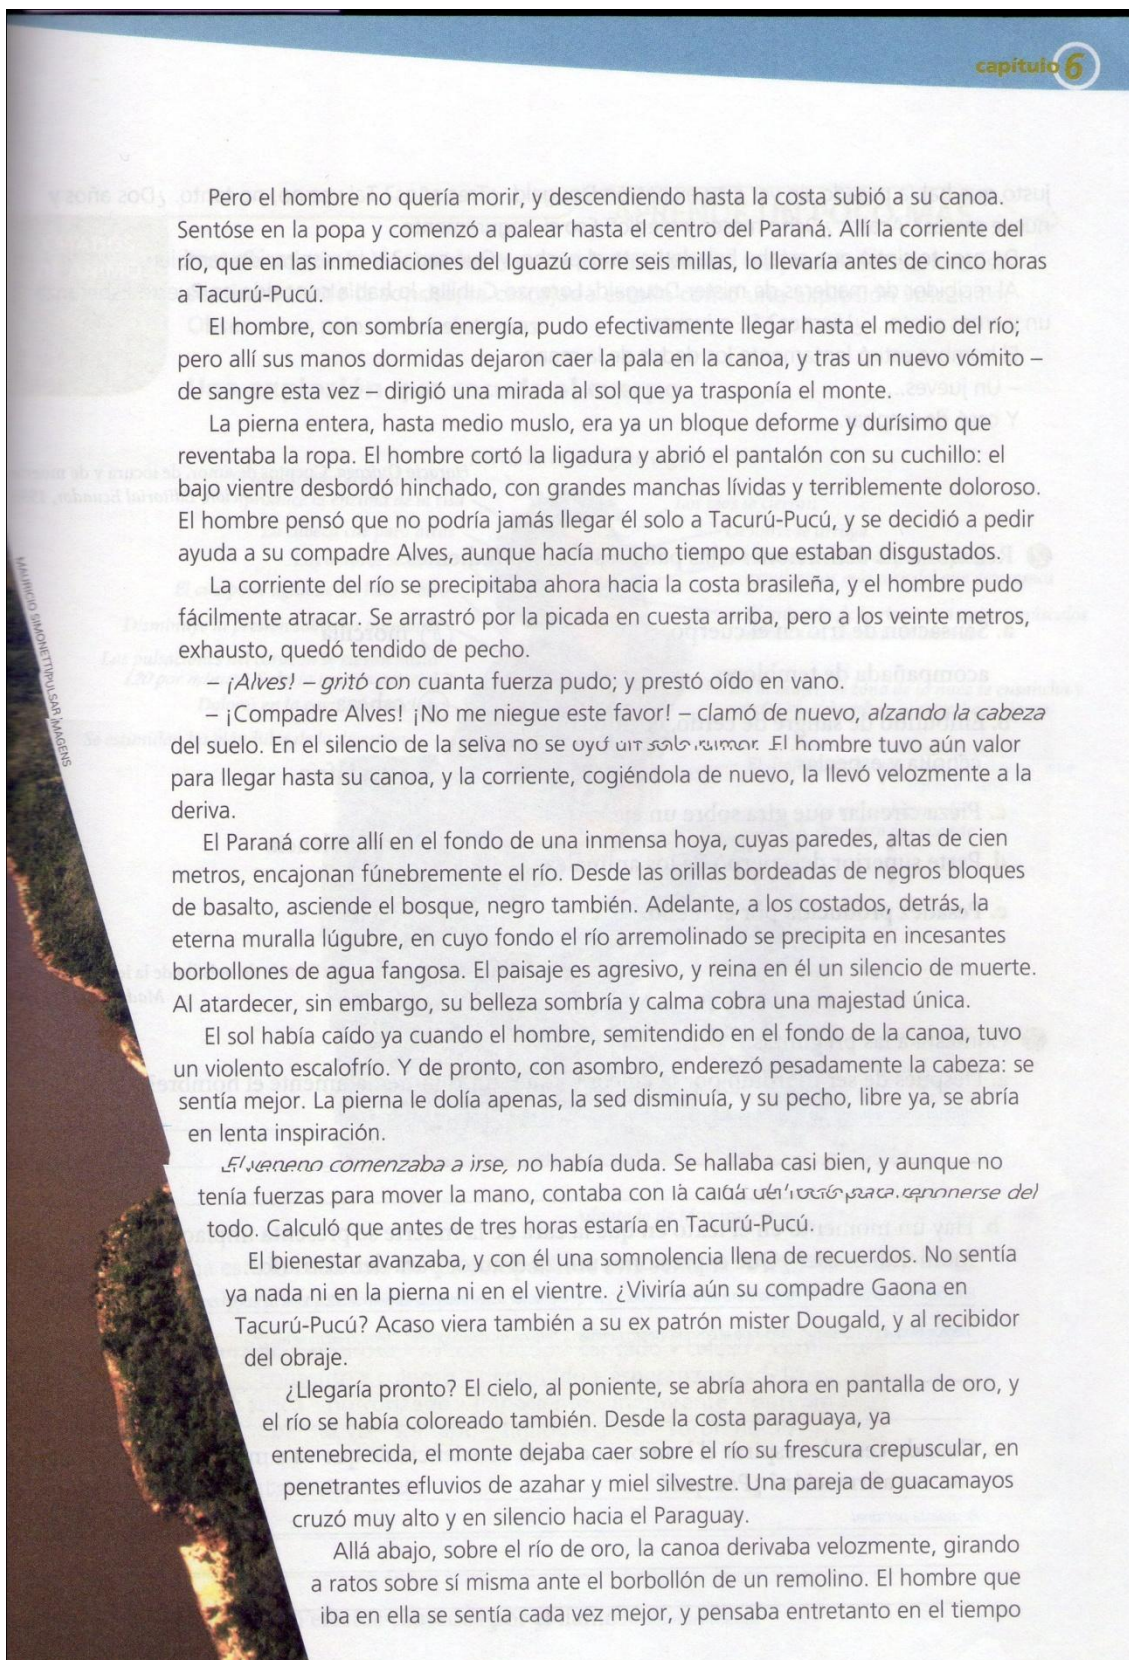 capítulo 6
Pero el hombre no quería morir, y descendiendo hasta la costa subió a su canoa.
Sentóse en la popa y comenzó a palear hasta el centro del Paraná. Allí la corriente del
río, que en las inmediaciones del Iguazú corre seis millas, lo llevaría antes de cinco horas
a Tacurú-Pucú.
El hombre, con sombría energía, pudo efectivamente llegar hasta el medio del río;
pero allí sus manos dormidas dejaron caer la pala en la canoa, y tras un nuevo vómito –
de sangre esta vez – dirigió una mirada al sol que ya trasponía el monte.
La pierna entera, hasta medio muslo, era ya un bloque deforme y durísimo que
reventaba la ropa. El hombre cortó la ligadura y abrió el pantalón con su cuchillo: el
bajo vientre desbordó hinchado, con grandes manchas lívidas y terriblemente doloroso.
El hombre pensó que no podría jamás llegar él solo a Tacurú-Pucú, y se decidió a pedir
ayuda a su compadre Alves, aunque hacía mucho tiempo que estaban disgustados.
La corriente del río se precipitaba ahora hacia la costa brasileña, y el hombre pudo
fácilmente atracar. Se arrastró por la picada en cuesta arriba, pero a los veinte metros,
exhausto, quedó tendido de pecho.
– ¡Alves! – gritó con cuanta fuerza pudo; y prestó oído en vano.
– ¡Compadre Alves! ¡No me niegue este favor! – clamó de nuevo, alzando la cabeza
del suelo. En el silencio de la selva no se oyó un solo rumor. El hombre tuvo aún valor
para llegar hasta su canoa, y la corriente, cogiéndola de nuevo, la llevó velozmente a la
deriva.
El Paraná corre allí en el fondo de una inmensa hoya, cuyas paredes, altas de cien
metros, encajonan fúnebremente el río. Desde las orillas bordeadas de negros bloques
de basalto, asciende el bosque, negro también. Adelante, a los costados, detrás, la
eterna muralla lúgubre, en cuyo fondo el río arremolinado se precipita en incesantes
borbollones de agua fangosa. El paisaje es agresivo, y reina en él un silencio de muerte.
Al atardecer, sin embargo, su belleza sombría y calma cobra una majestad única.
El sol había caído ya cuando el hombre, semitendido en el fondo de la canoa, tuvo
un violento escalofrío. Y de pronto, con asombro, enderezó pesadamente la cabeza: se
sentía mejor. La pierna le dolía apenas, la sed disminuía, y su pecho, libre ya, se abría
en lenta inspiración.
El veneno comenzaba a irse, no había duda. Se hallaba casi bien, y aunque no
tenía fuerzas para mover la mano, contaba con la caída del rocío para reponerse del
todo. Calculó que antes de tres horas estaría en Tacurú-Pucú.
El bienestar avanzaba, y con él una somnolencia llena de recuerdos. No sentía
ya nada ni en la pierna ni en el vientre. ¿Viviría aún su compadre Gaona en
Tacurú-Pucú? Acaso viera también a su ex patrón mister Dougald, y al recibidor
del obraje.
¿Llegaría pronto? El cielo, al poniente, se abría ahora en pantalla de oro, y
el río se había coloreado también. Desde la costa paraguaya, ya
entenebrecida, el monte dejaba caer sobre el río su frescura crepuscular, en
penetrantes efluvios de azahar y miel silvestre. Una pareja de guacamayos
cruzó muy alto y en silencio hacia el Paraguay.
Allá abajo, sobre el río de oro, la canoa derivaba velozmente, girando
a ratos sobre sí misma ante el borbollón de un remolino. El hombre que
iba en ella se sentía cada vez mejor, y pensaba entretanto en el tiempo
MAURICIO SIMONETTI/PULSAR IMAGENS